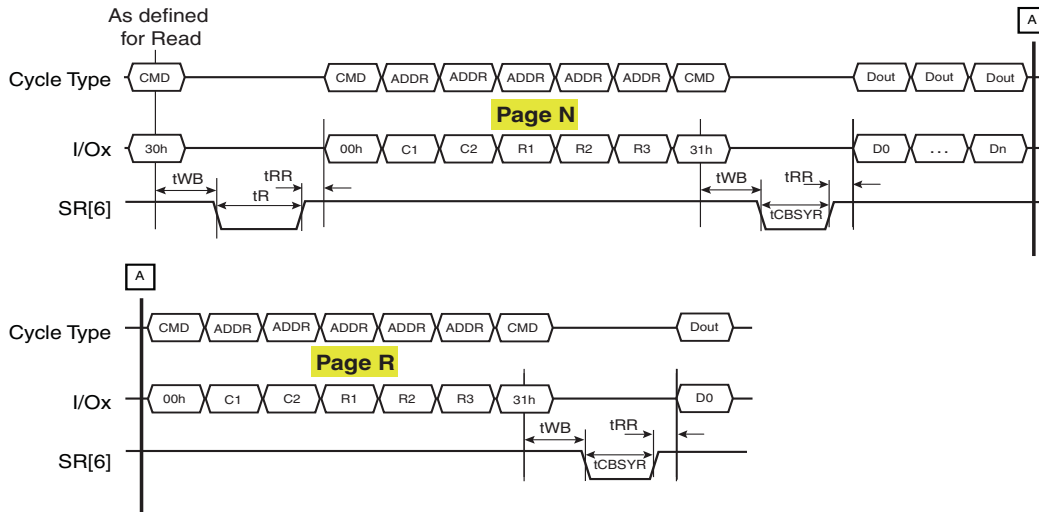 As defined
for Read
A
Cycle Type CMD CMD ADDR ADDR ADDR ADDR ADDR CMD Dout Dout Dout
Page N
I/Ox 30h 00h C1 C2 R1 R2 R3 31h D0 ... Dn
tWB tRR tWB tRR
tR tCBSYR
SR[6]
A
Cycle Type CMD ADDR ADDR ADDR ADDR ADDR CMD Dout
Page R
I/Ox 00h C1 C2 R1 R2 R3 31h D0
tWB tRR
tCBSYR
SR[6]